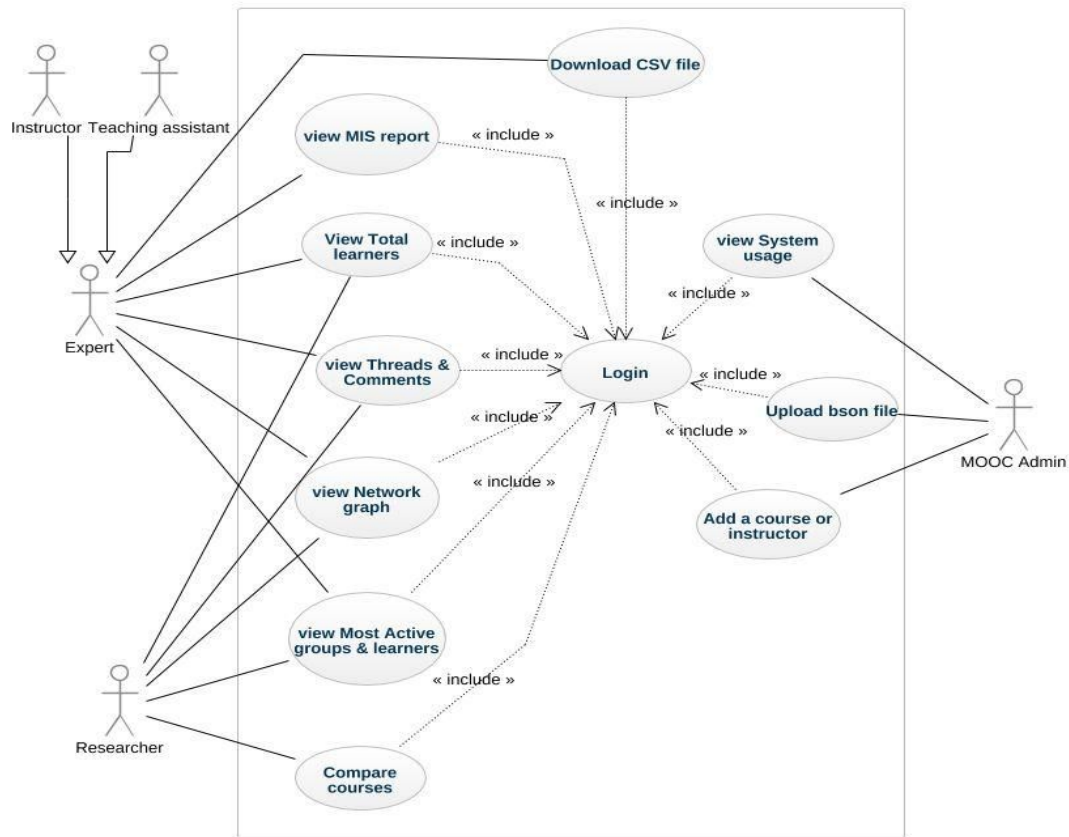 Download CSV file
Instructor
Teaching assistant
view MIS report
« include »
« include »
View Total
learners
« include »
view System
usage
« include »
Expert
view Threads &
Comments
« include »
Login
« include »
Upload bson file
« include »
« include »
MOOC Admin
view Network
graph
« include »
Add a course or
instructor
view Most Active
groups & learners
« include »
Researcher
Compare
courses